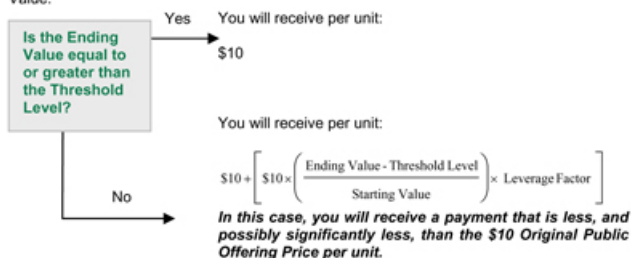 value.
Yes
You will receive per unit:
Is the Ending
Value equal to
or greater than
the Threshold
Level?
$10
You will receive per unit:
$10 + [ $10 × ( Ending Value - Threshold Level / Starting Value ) × Leverage Factor ]
No
In this case, you will receive a payment that is less, and
possibly significantly less, than the $10 Original Public
Offering Price per unit.